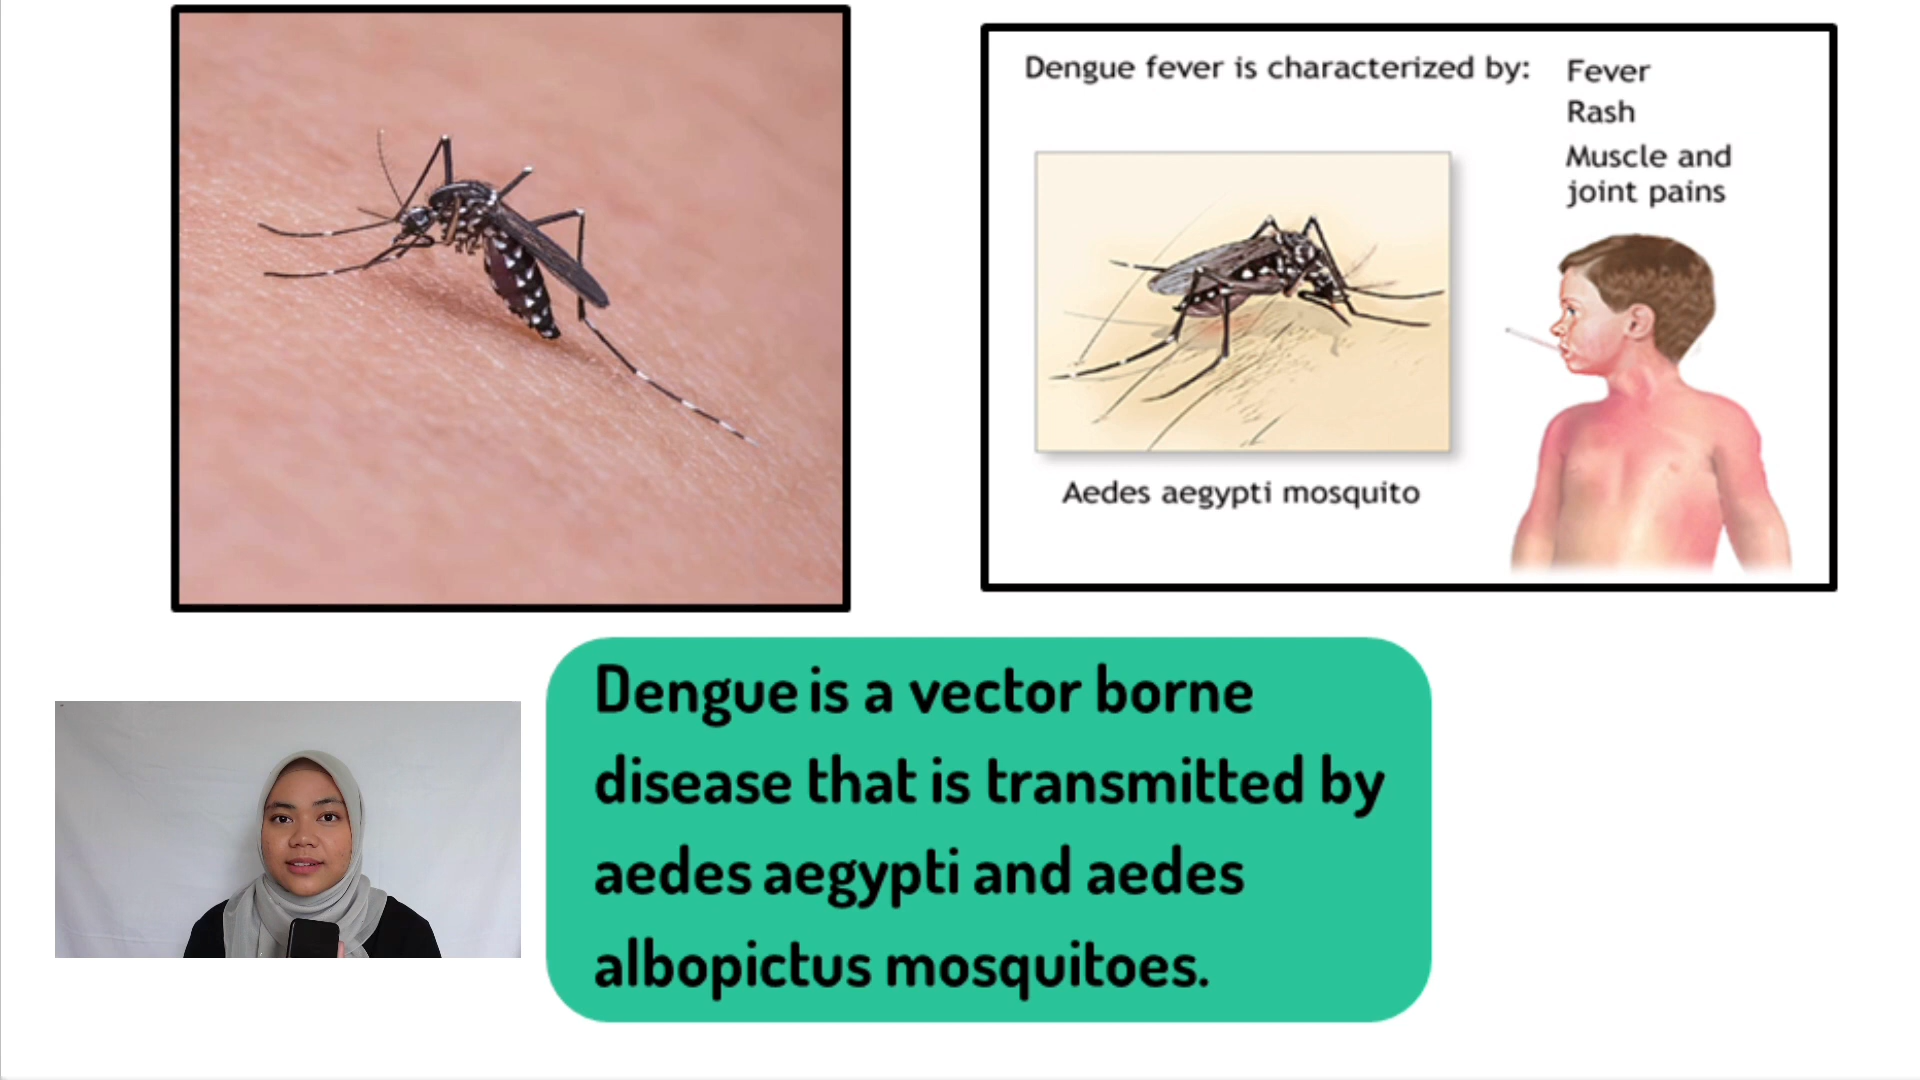 Dengue fever is characterized by:
Fever
Rash
Muscle and
joint pains
Aedes aegypti mosquito
Dengue is a vector borne
disease that is transmitted by
aedes aegypti and aedes
albopictus mosquitoes.